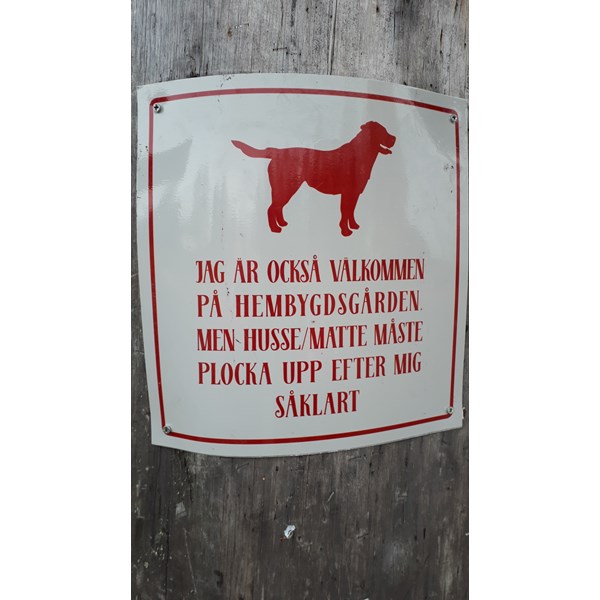 JAG ÄR OCKSÅ VÄLKOMMEN
PÅ HEMBYGDSGÅRDEN.
MEN HUSSE/MATTE MÅSTE
PLOCKA UPP EFTER MIG
SÅKLART